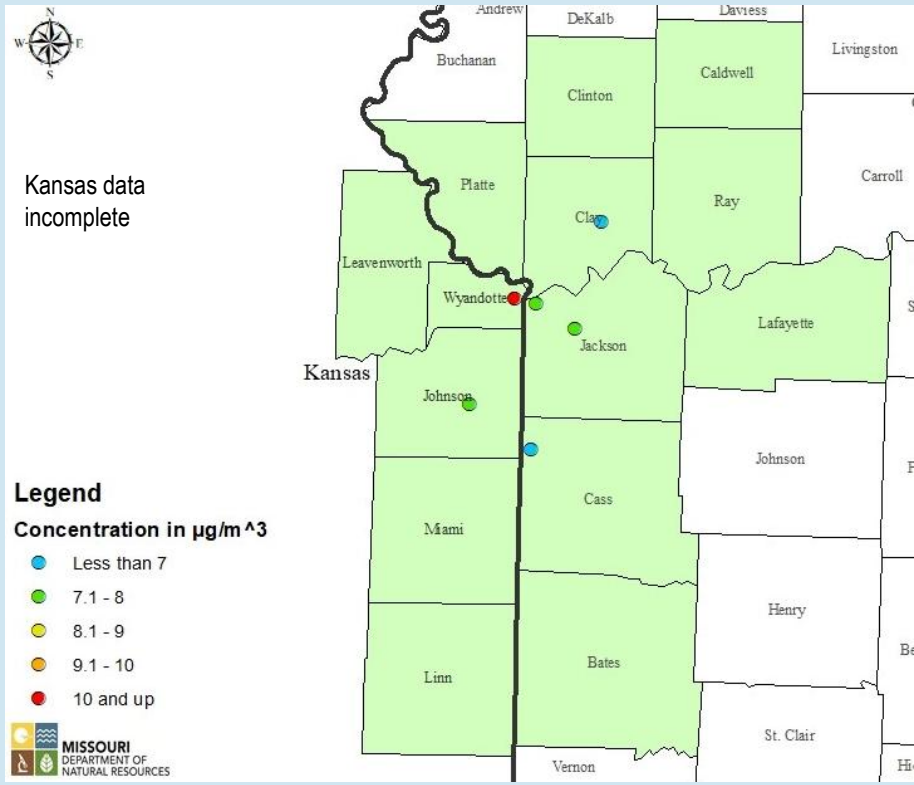 N
W
E
S
Andrew
DeKalb
Daviess
Livingston
Buchanan
Caldwell
Clinton
Carroll
Kansas data
incomplete
Platte
Ray
Clay
Leavenworth
Wyandotte
Lafayette
Jackson
Kansas
Johnson
Johnson
Cass
Miami
Henry
Bates
Linn
St. Clair
Vernon
Legend
Concentration in µg/m^3
Less than 7
7.1 - 8
8.1 - 9
9.1 - 10
10 and up
MISSOURI
DEPARTMENT OF
NATURAL RESOURCES